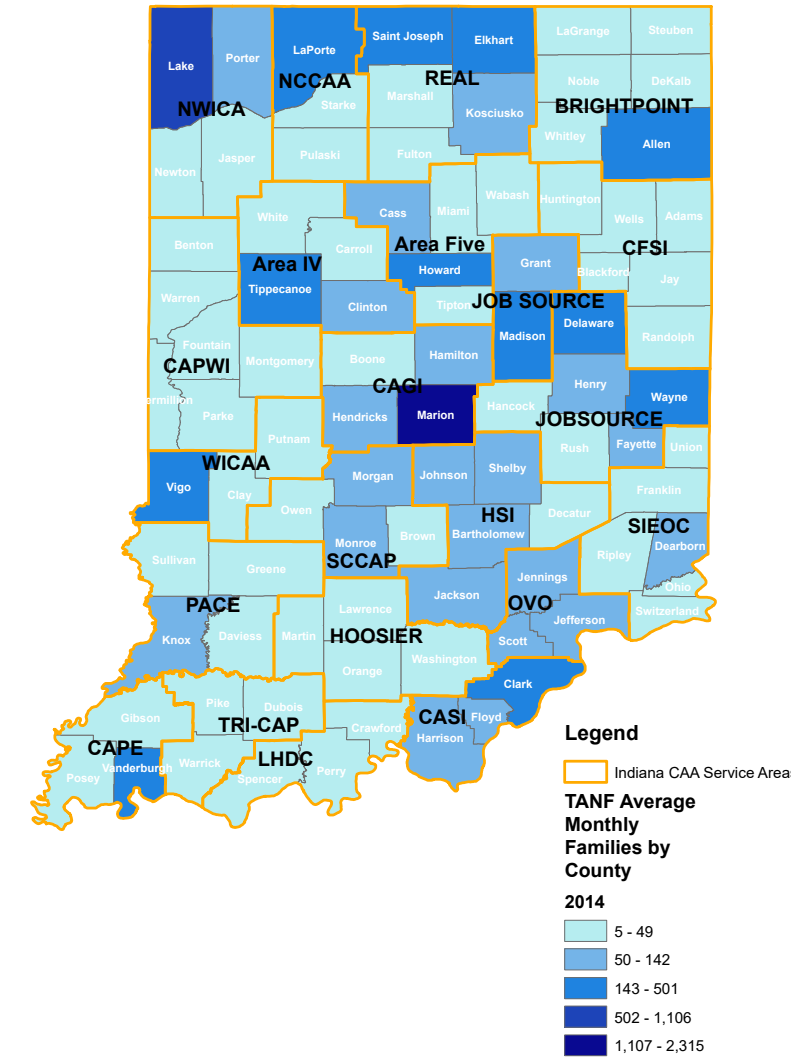 LaGrange
Steuben
Saint Joseph
Elkhart
LaPorte
Porter
Lake
NCCAA
REAL
Noble
DeKalb
NWICA
Starke
Marshall
Kosciusko
BRIGHTPOINT
Whitley
Allen
Jasper
Pulaski
Fulton
Newton
Wabash
Huntington
White
Cass
Miami
Wells
Adams
Benton
Carroll
Area Five
CFSI
Area IV
Howard
Grant
Blackford
Jay
Tippecanoe
Warren
Clinton
Tipton
JOB SOURCE
Madison
Delaware
Randolph
Fountain
CAPWI
Montgomery
Boone
Hamilton
CAGI
Henry
Wayne
ermillion
Parke
Hendricks
Marion
Hancock
JOBSOURCE
Putnam
Rush
Fayette
Union
WICAA
Vigo
Clay
Morgan
Johnson
Shelby
Franklin
Owen
HSI
Decatur
SIEOC
Monroe
Brown
Bartholomew
Dearborn
Sullivan
Greene
SCCAP
Ripley
Jennings
Ohio
PACE
Lawrence
Jackson
OVO
Switzerland
Knox
Daviess
Martin
HOOSIER
Jefferson
Scott
Orange
Washington
Clark
Pike
Dubois
Gibson
TRI-CAP
Crawford
CASI
Floyd
Harrison
CAPE
Vanderburgh
Warrick
LHDC
Posey
Spencer
Perry
Legend
Indiana CAA Service Areas
TANF Average
Monthly
Families by
County
2014
5 - 49
50 - 142
143 - 501
502 - 1,106
1,107 - 2,315